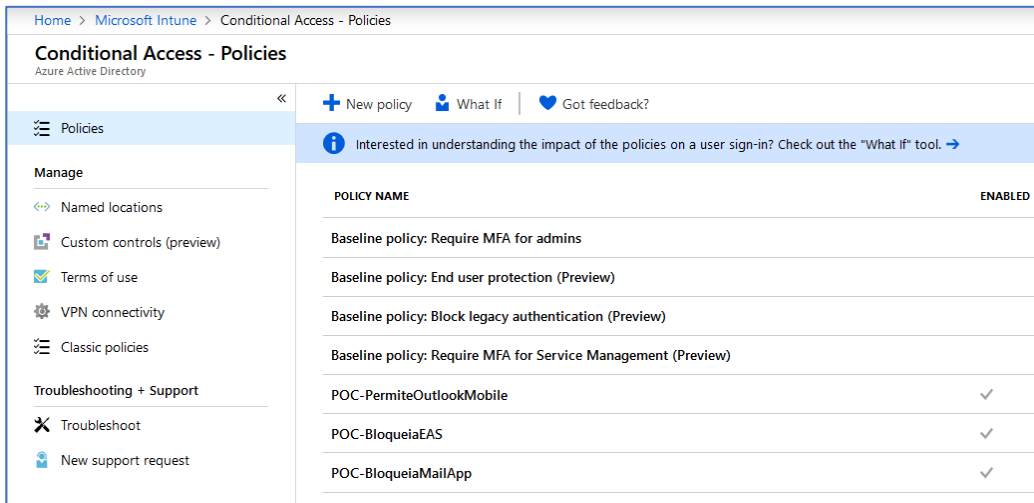 Home > Microsoft Intune > Conditional Access - Policies
Conditional Access - Policies
Azure Active Directory
«
Policies
Manage
Named locations
Custom controls (preview)
Terms of use
VPN connectivity
Classic policies
Troubleshooting + Support
Troubleshoot
New support request
New policy What If Got feedback?
Interested in understanding the impact of the policies on a user sign-in? Check out the "What If" tool. →
POLICY NAME ENABLED
Baseline policy: Require MFA for admins
Baseline policy: End user protection (Preview)
Baseline policy: Block legacy authentication (Preview)
Baseline policy: Require MFA for Service Management (Preview)
POC-PermiteOutlookMobile ✓
POC-BloqueiaEAS ✓
POC-BloqueiaMailApp ✓